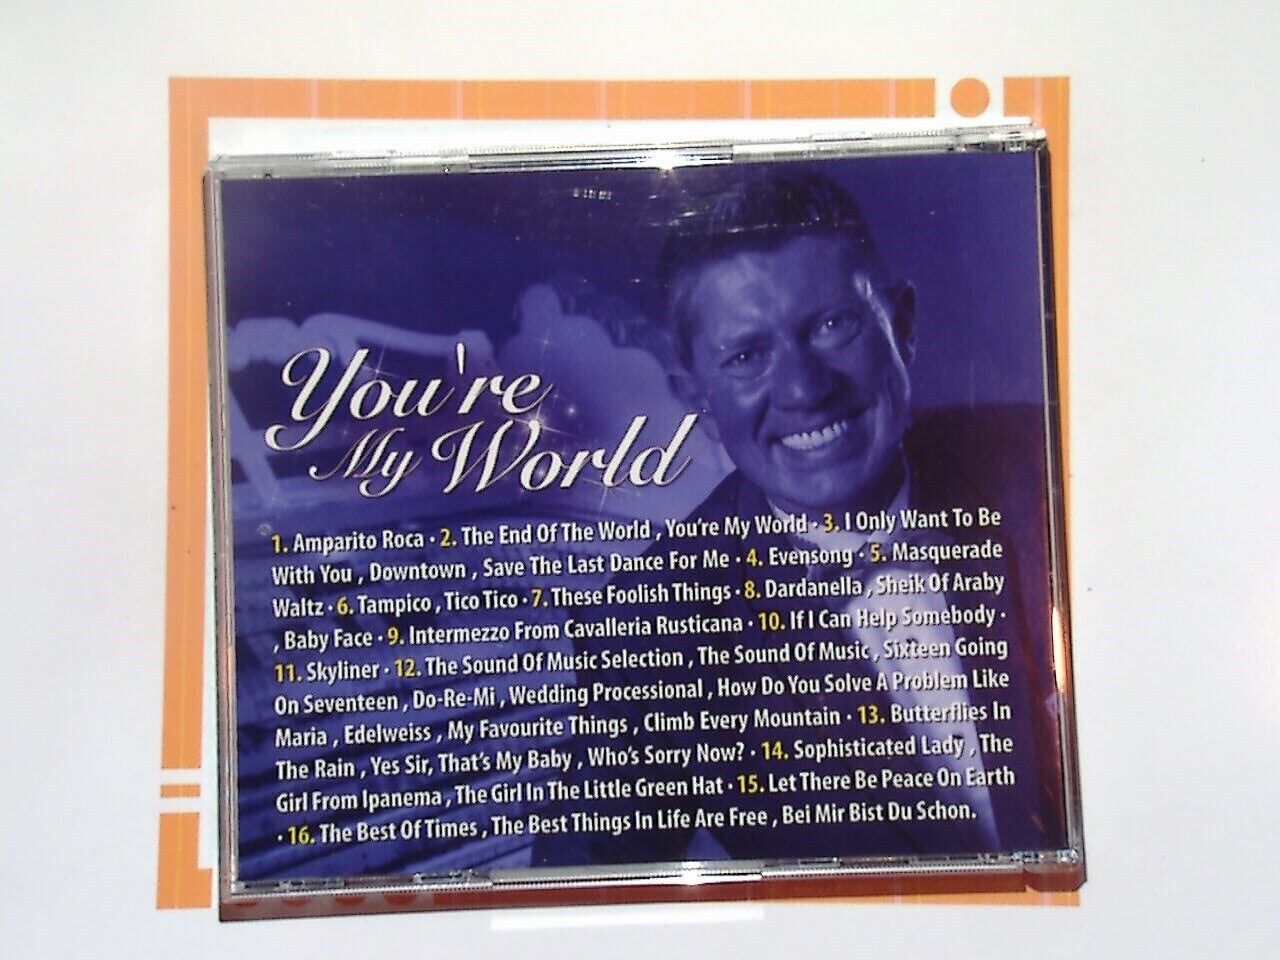 You're
My World
1. Amparito Roca · 2. The End Of The World , You're My World · 3. I Only Want To Be
With You , Downtown , Save The Last Dance For Me · 4. Evensong · 5. Masquerade
Waltz · 6. Tampico , Tico Tico · 7. These Foolish Things · 8. Dardanella , Sheik Of Araby
, Baby Face · 9. Intermezzo From Cavalleria Rusticana · 10. If I Can Help Somebody ·
11. Skyliner · 12. The Sound Of Music Selection , The Sound Of Music , Sixteen Going
On Seventeen , Do-Re-Mi , Wedding Processional , How Do You Solve A Problem Like
Maria , Edelweiss , My Favourite Things , Climb Every Mountain · 13. Butterflies In
The Rain , Yes Sir, That's My Baby , Who's Sorry Now? · 14. Sophisticated Lady , The
Girl From Ipanema , The Girl In The Little Green Hat · 15. Let There Be Peace On Earth
· 16. The Best Of Times , The Best Things In Life Are Free , Bei Mir Bist Du Schon.